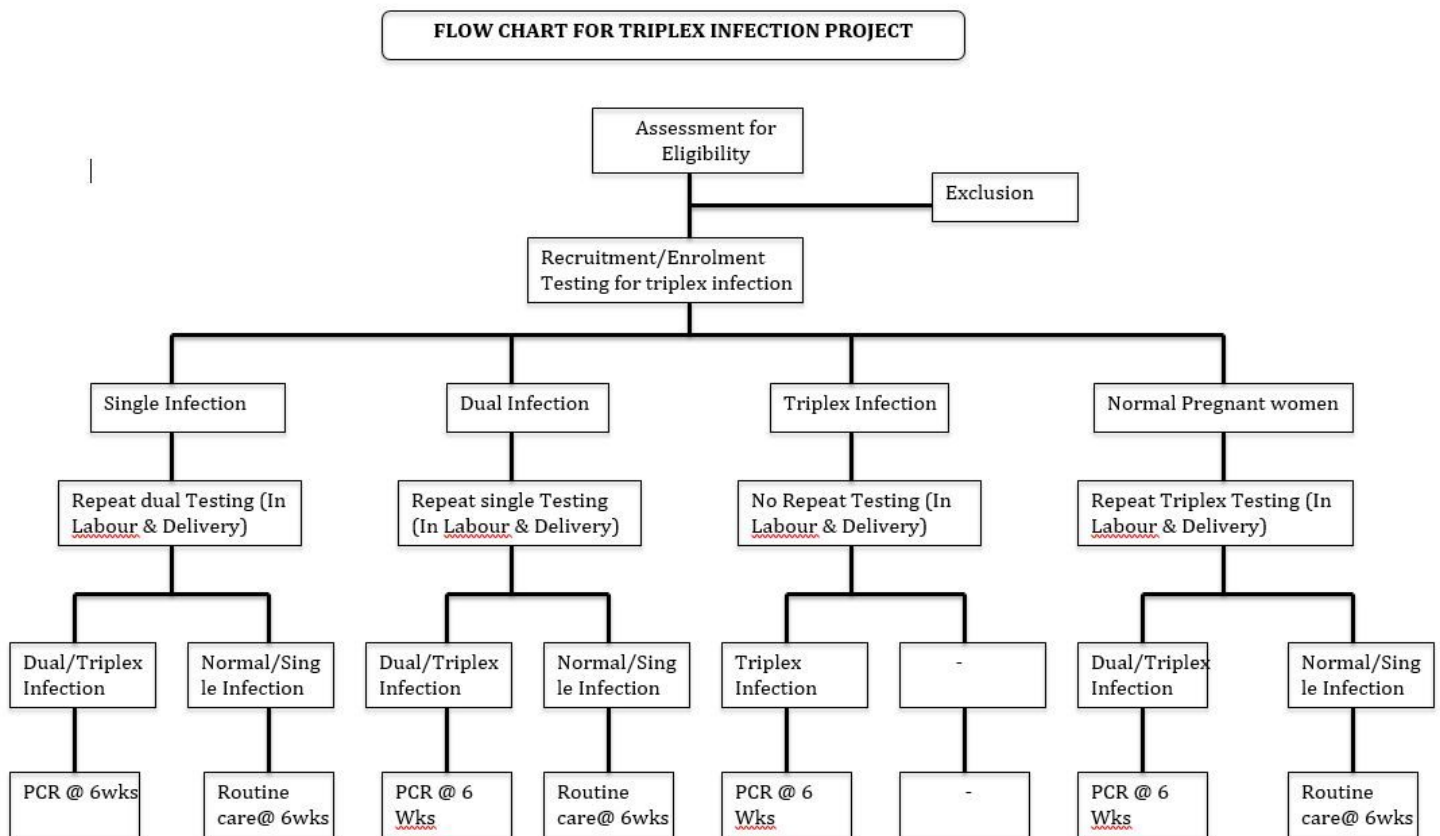 FLOW CHART FOR TRIPLEX INFECTION PROJECT
Assessment for
Eligibility
Exclusion
Recruitment/Enrolment
Testing for triplex infection
Single Infection
Dual Infection
Triplex Infection
Normal Pregnant women
Repeat dual Testing (In
Labour & Delivery)
Repeat single Testing
(In Labour & Delivery)
No Repeat Testing (In
Labour & Delivery)
Repeat Triplex Testing (In
Labour & Delivery)
Dual/Triplex
Infection
Normal/Sing
le Infection
Dual/Triplex
Infection
Normal/Sing
le Infection
Triplex
Infection
-
Dual/Triplex
Infection
Normal/Sing
le Infection
PCR @ 6wks
Routine
care@ 6wks
PCR @ 6
Wks
Routine
care@ 6wks
PCR @ 6
Wks
-
PCR @ 6
Wks
Routine
care@ 6wks